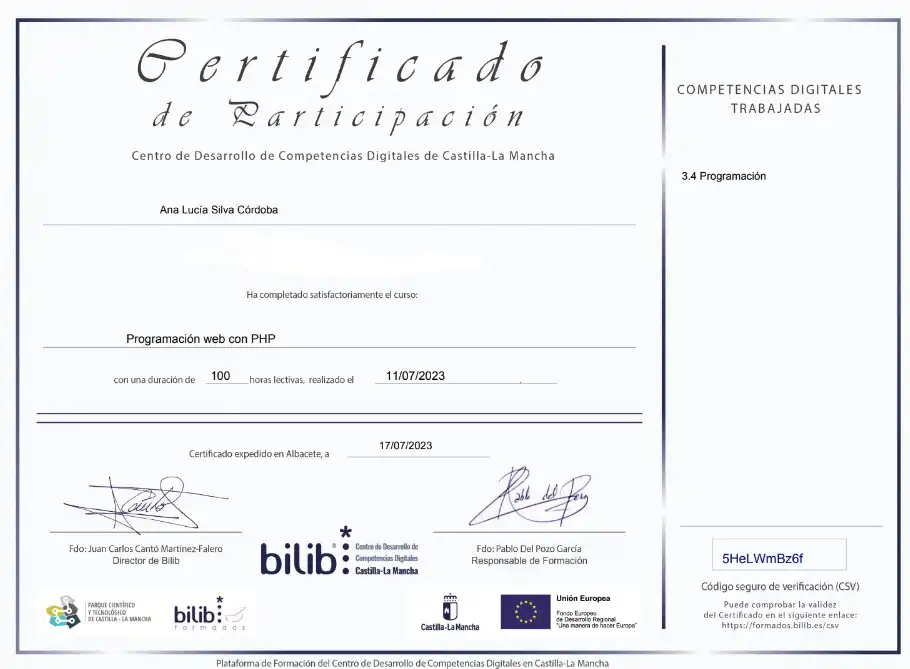 Certificado
de Participación
Centro de Desarrollo de Competencias Digitales de Castilla-La Mancha
Ana Lucía Silva Córdoba
Ha completado satisfactoriamente el curso:
Programación web con PHP
con una duración de 100 horas lectivas, realizado el 11/07/2023 .
Certificado expedido en Albacete, a 17/07/2023
Pablo del Pozo
Fdo: Juan Carlos Cantó Martínez-Falero
Director de Bilib
bilib
Centro de Desarrollo de
Competencias Digitales
Castilla-La Mancha
Fdo: Pablo Del Pozo García
Responsable de Formación
PARQUE CIENTÍFICO
Y TECNOLÓGICO
DE CASTILLA - LA MANCHA
bilib
formados
Castilla-La Mancha
Unión Europea
Fondo Europeo
de Desarrollo Regional
"Una manera de hacer Europa"
COMPETENCIAS DIGITALES
TRABAJADAS
3.4 Programación
5HeLWmBz6f
Código seguro de verificación (CSV)
Puede comprobar la validez
del Certificado en el siguiente enlace:
https://formados.bilib.es/csv
Plataforma de Formación del Centro de Desarrollo de Competencias Digitales en Castilla-La Mancha